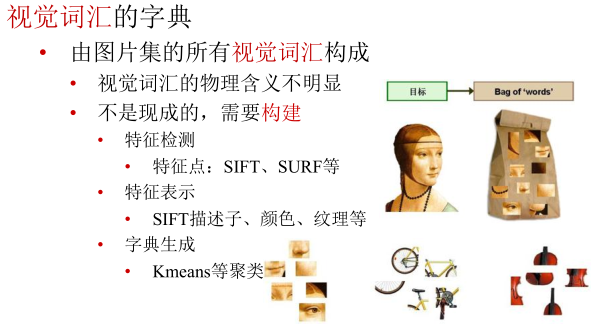 视觉词汇的字典
• 由图片集的所有视觉词汇构成
• 视觉词汇的物理含义不明显
• 不是现成的，需要构建
• 特征检测
• 特征点：SIFT、SURF等
• 特征表示
• SIFT描述子、颜色、纹理等
• 字典生成
• Kmeans等聚类
目标
Bag of ‘words’